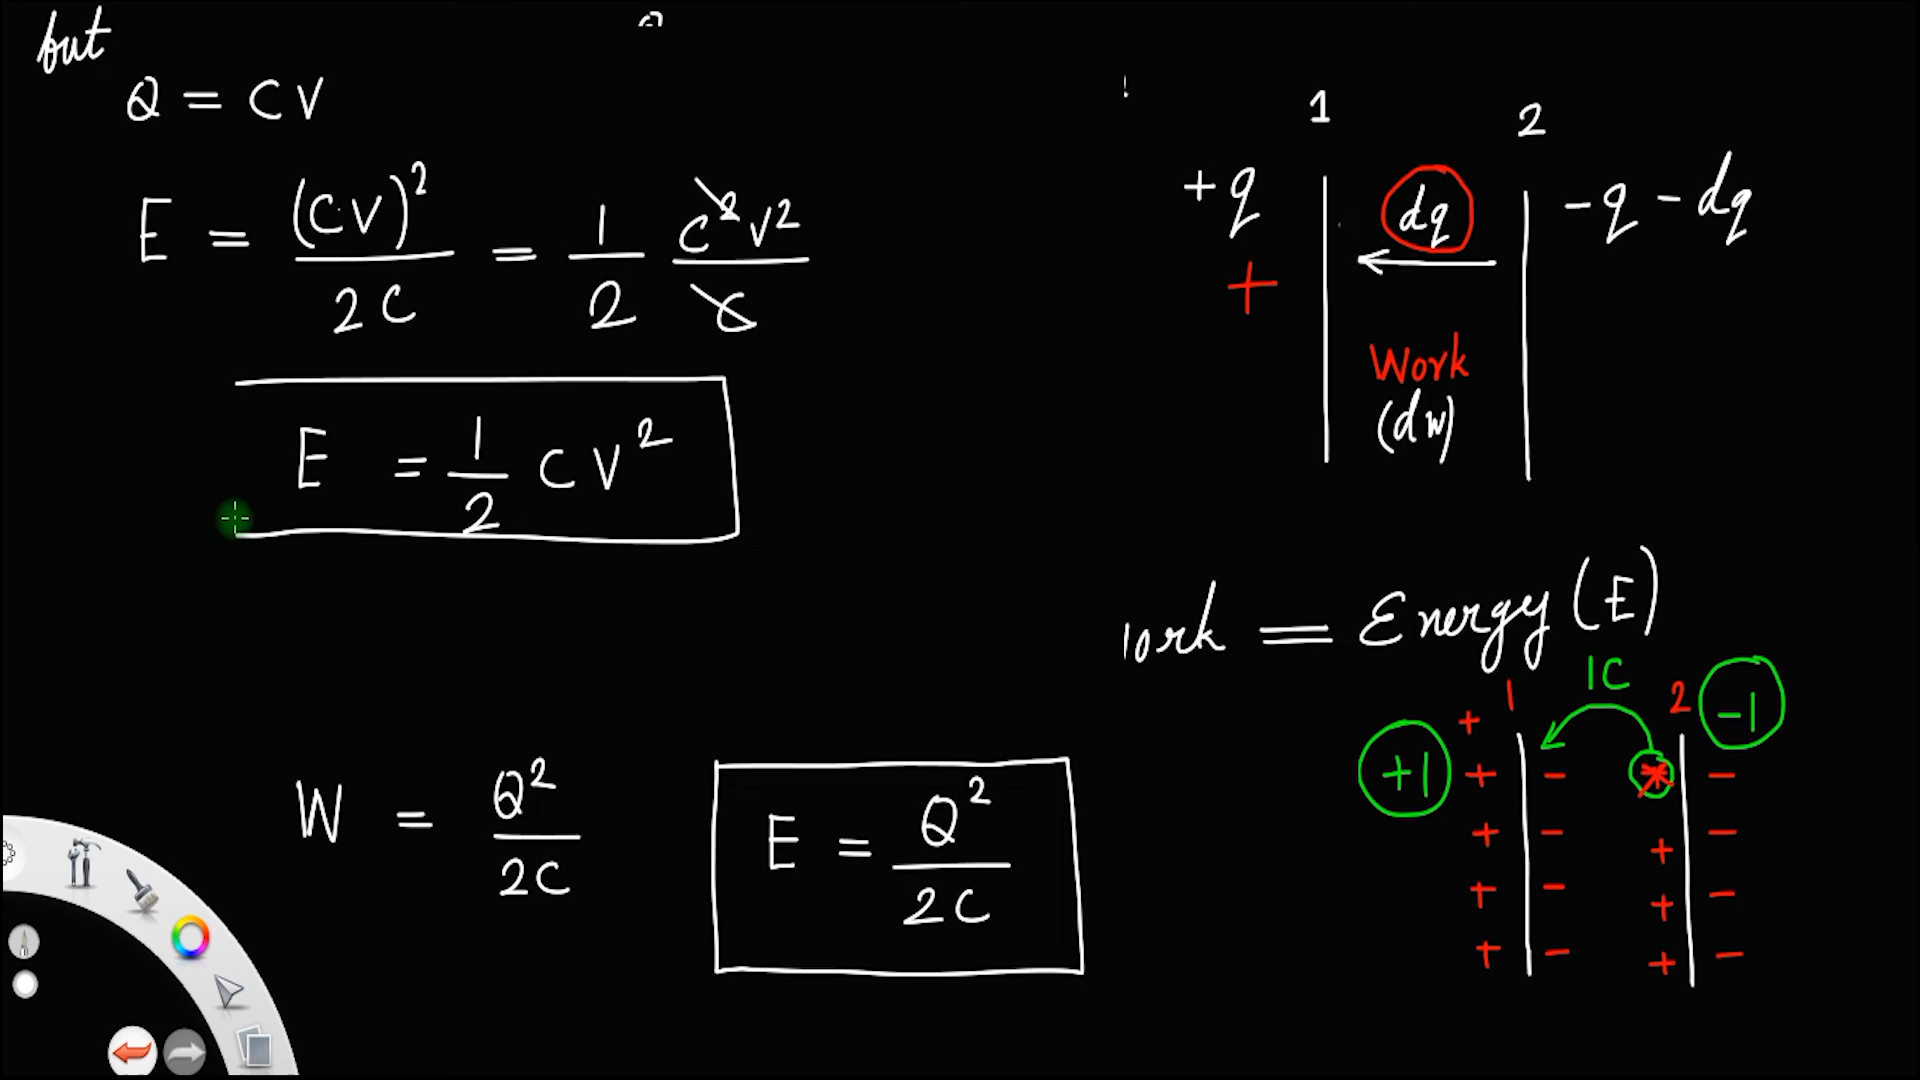 but
Q = CV
E = (CV)² / 2C = 1/2 C²V² / C
E = 1/2 CV²
W = Q² / 2C
E = Q² / 2C
1 2
+q dq -q - dq
+
Work
(dw)
ork = Energy (E)
1C
+ 1 2 -1
+1 + - * -
+ - + -
+ - + -
+ - + -